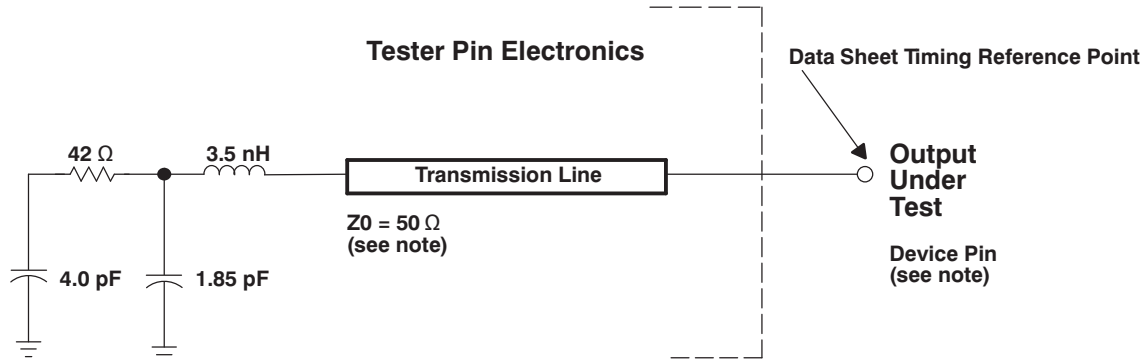 Tester Pin Electronics
Data Sheet Timing Reference Point
42 Ω
3.5 nH
Transmission Line
Output
Under
Test
Z0 = 50 Ω
(see note)
Device Pin
(see note)
4.0 pF
1.85 pF